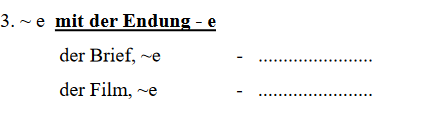 3. ~ e mit der Endung - e
der Brief, ~e - .......................
der Film, ~e - .......................